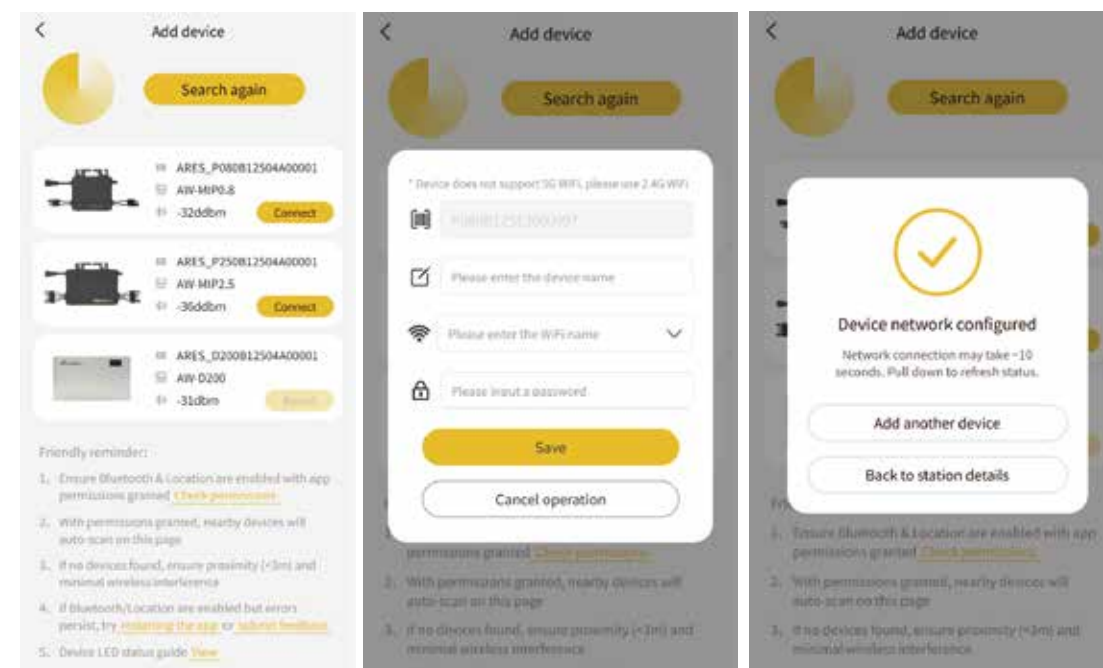 Add device
Search again
ARES_P080B12504A00001
AW-MIP0.8
-32ddbm
Connect
ARES_P250B12504A00001
AW-MIP2.5
-36ddbm
Connect
ARES_D200B12504A00001
AW-D200
-31dbm
Friendly reminder:
1. Ensure Bluetooth & Location are enabled with app
permissions granted Check permissions
2. With permissions granted, nearby devices will
auto-scan on this page
3. If no devices found, ensure proximity (<3m) and
minimal wireless interference
4. If Bluetooth/Location are enabled but errors
persist, try restarting the app or submit feedback
5. Device LED status guide View
Add device
Search again
* Device does not support 5G WiFi, please use 2.4G WiFi
Please enter the device name
Please enter the WiFi name
Please input a password
Save
Cancel operation
permissions granted Check permissions
2. With permissions granted, nearby devices will
auto-scan on this page
3. If no devices found, ensure proximity (<3m) and
minimal wireless interference
Add device
Search again
Device network configured
Network connection may take ~10
seconds. Pull down to refresh status.
Add another device
Back to station details
1. Ensure Bluetooth & Location are enabled with app
permissions granted Check permissions
2. With permissions granted, nearby devices will
auto-scan on this page
3. If no devices found, ensure proximity (<3m) and
minimal wireless interference